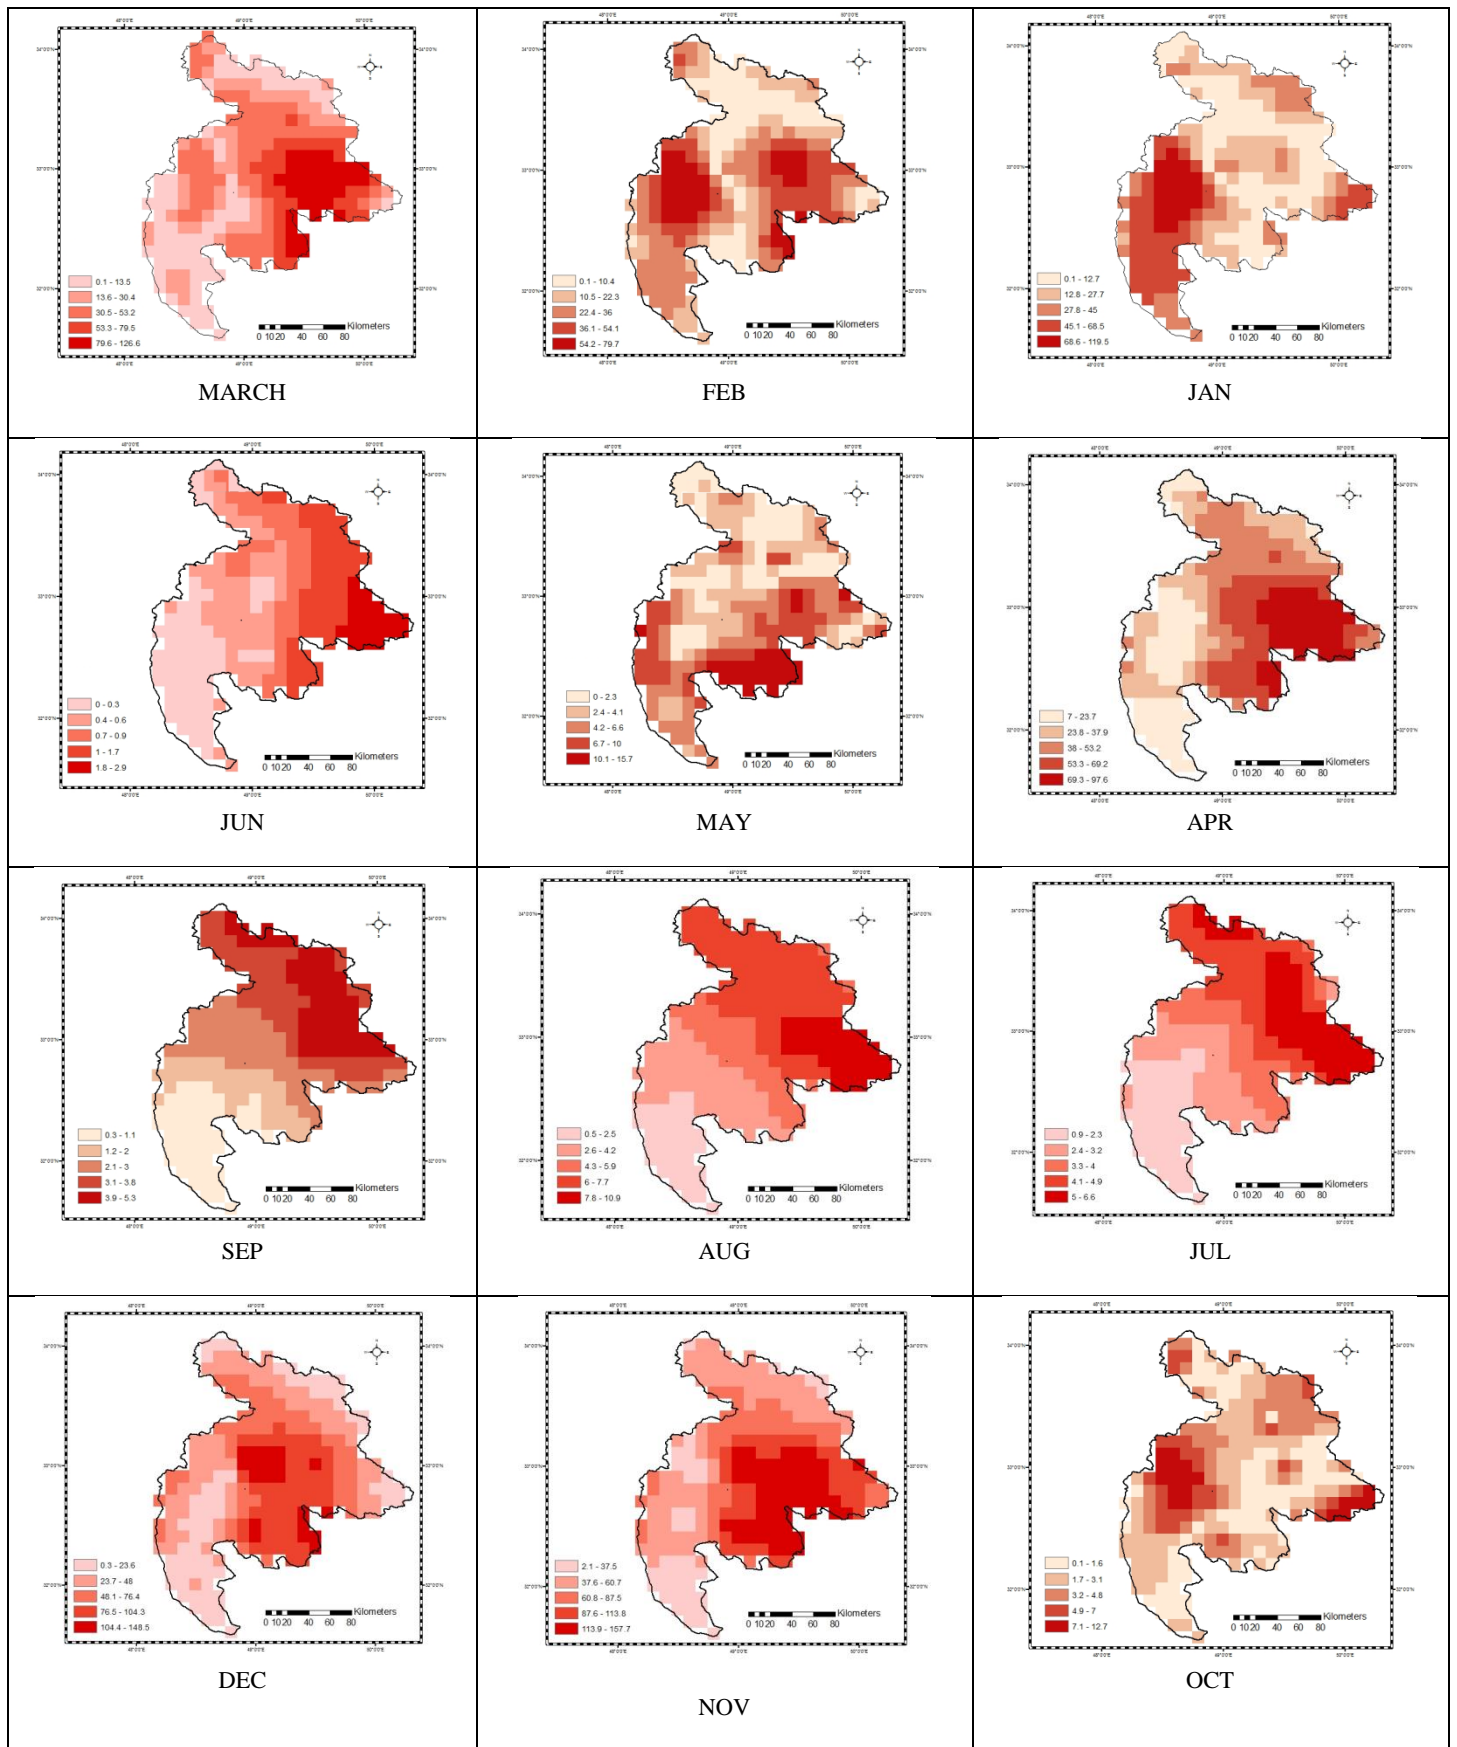 0.1 - 13.5
13.6 - 30.4
30.5 - 53.2
53.3 - 79.5
79.6 - 126.6
Kilometers
0 10 20 40 60 80
MARCH
0.1 - 10.4
10.5 - 22.3
22.4 - 36
36.1 - 54.1
54.2 - 79.7
Kilometers
0 10 20 40 60 80
FEB
0.1 - 12.7
12.8 - 27.7
27.8 - 45
45.1 - 68.5
68.6 - 119.5
Kilometers
0 10 20 40 60 80
JAN
0 - 0.3
0.4 - 0.6
0.7 - 0.9
1 - 1.7
1.8 - 2.9
Kilometers
0 10 20 40 60 80
JUN
0 - 2.3
2.4 - 4.1
4.2 - 6.6
6.7 - 10
10.1 - 15.7
Kilometers
0 10 20 40 60 80
MAY
7 - 23.7
23.8 - 37.9
38 - 53.2
53.3 - 69.2
69.3 - 97.6
Kilometers
0 10 20 40 60 80
APR
0.3 - 1.1
1.2 - 2
2.1 - 3
3.1 - 3.8
3.9 - 5.3
Kilometers
0 10 20 40 60 80
SEP
0.5 - 2.5
2.6 - 4.2
4.3 - 5.9
6 - 7.7
7.8 - 10.9
Kilometers
0 10 20 40 60 80
AUG
0.9 - 2.3
2.4 - 3.2
3.3 - 4
4.1 - 4.9
5 - 6.6
Kilometers
0 10 20 40 60 80
JUL
0.3 - 23.6
23.7 - 48
48.1 - 76.4
76.5 - 104.3
104.4 - 148.5
Kilometers
0 10 20 40 60 80
DEC
2.1 - 37.5
37.6 - 60.7
60.8 - 87.5
87.6 - 113.8
113.9 - 157.7
Kilometers
0 10 20 40 60 80
NOV
0.1 - 1.6
1.7 - 3.1
3.2 - 4.8
4.9 - 7
7.1 - 12.7
Kilometers
0 10 20 40 60 80
OCT